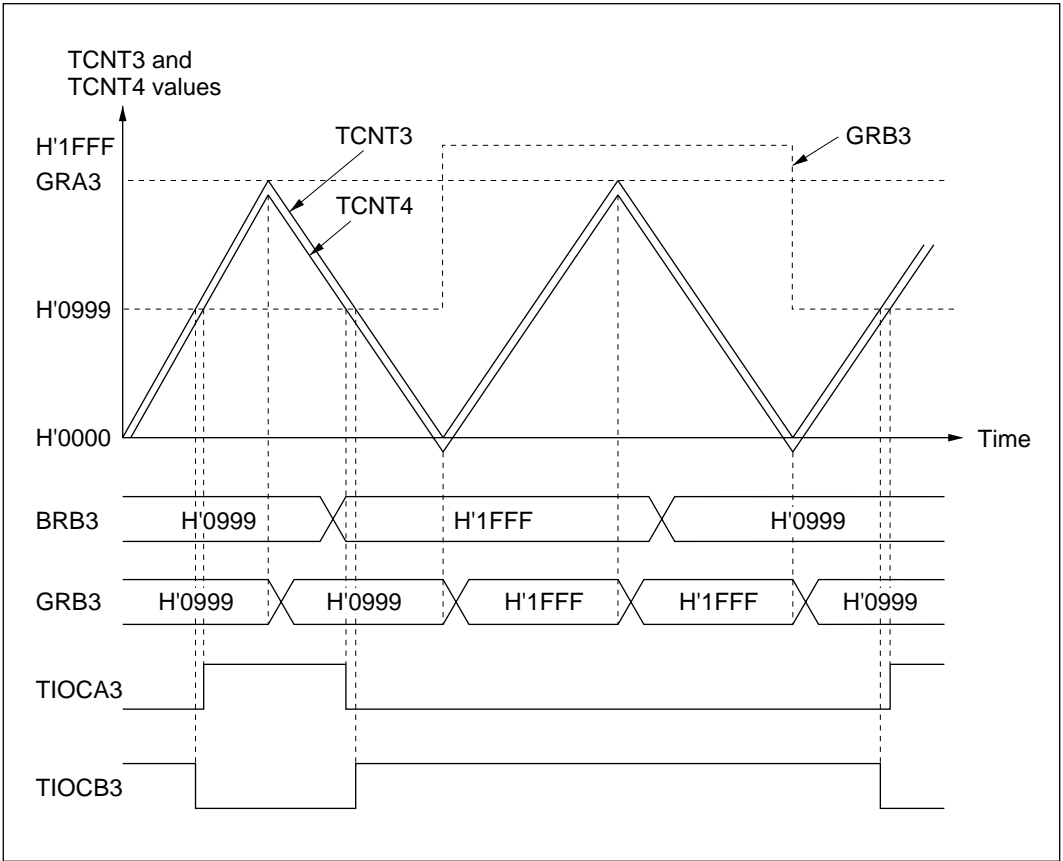 TCNT3 and
TCNT4 values
H'1FFF
TCNT3
GRB3
GRA3
TCNT4
H'0999
H'0000
Time
BRB3
H'0999
H'1FFF
H'0999
GRB3
H'0999
H'0999
H'1FFF
H'1FFF
H'0999
TIOCA3
TIOCB3